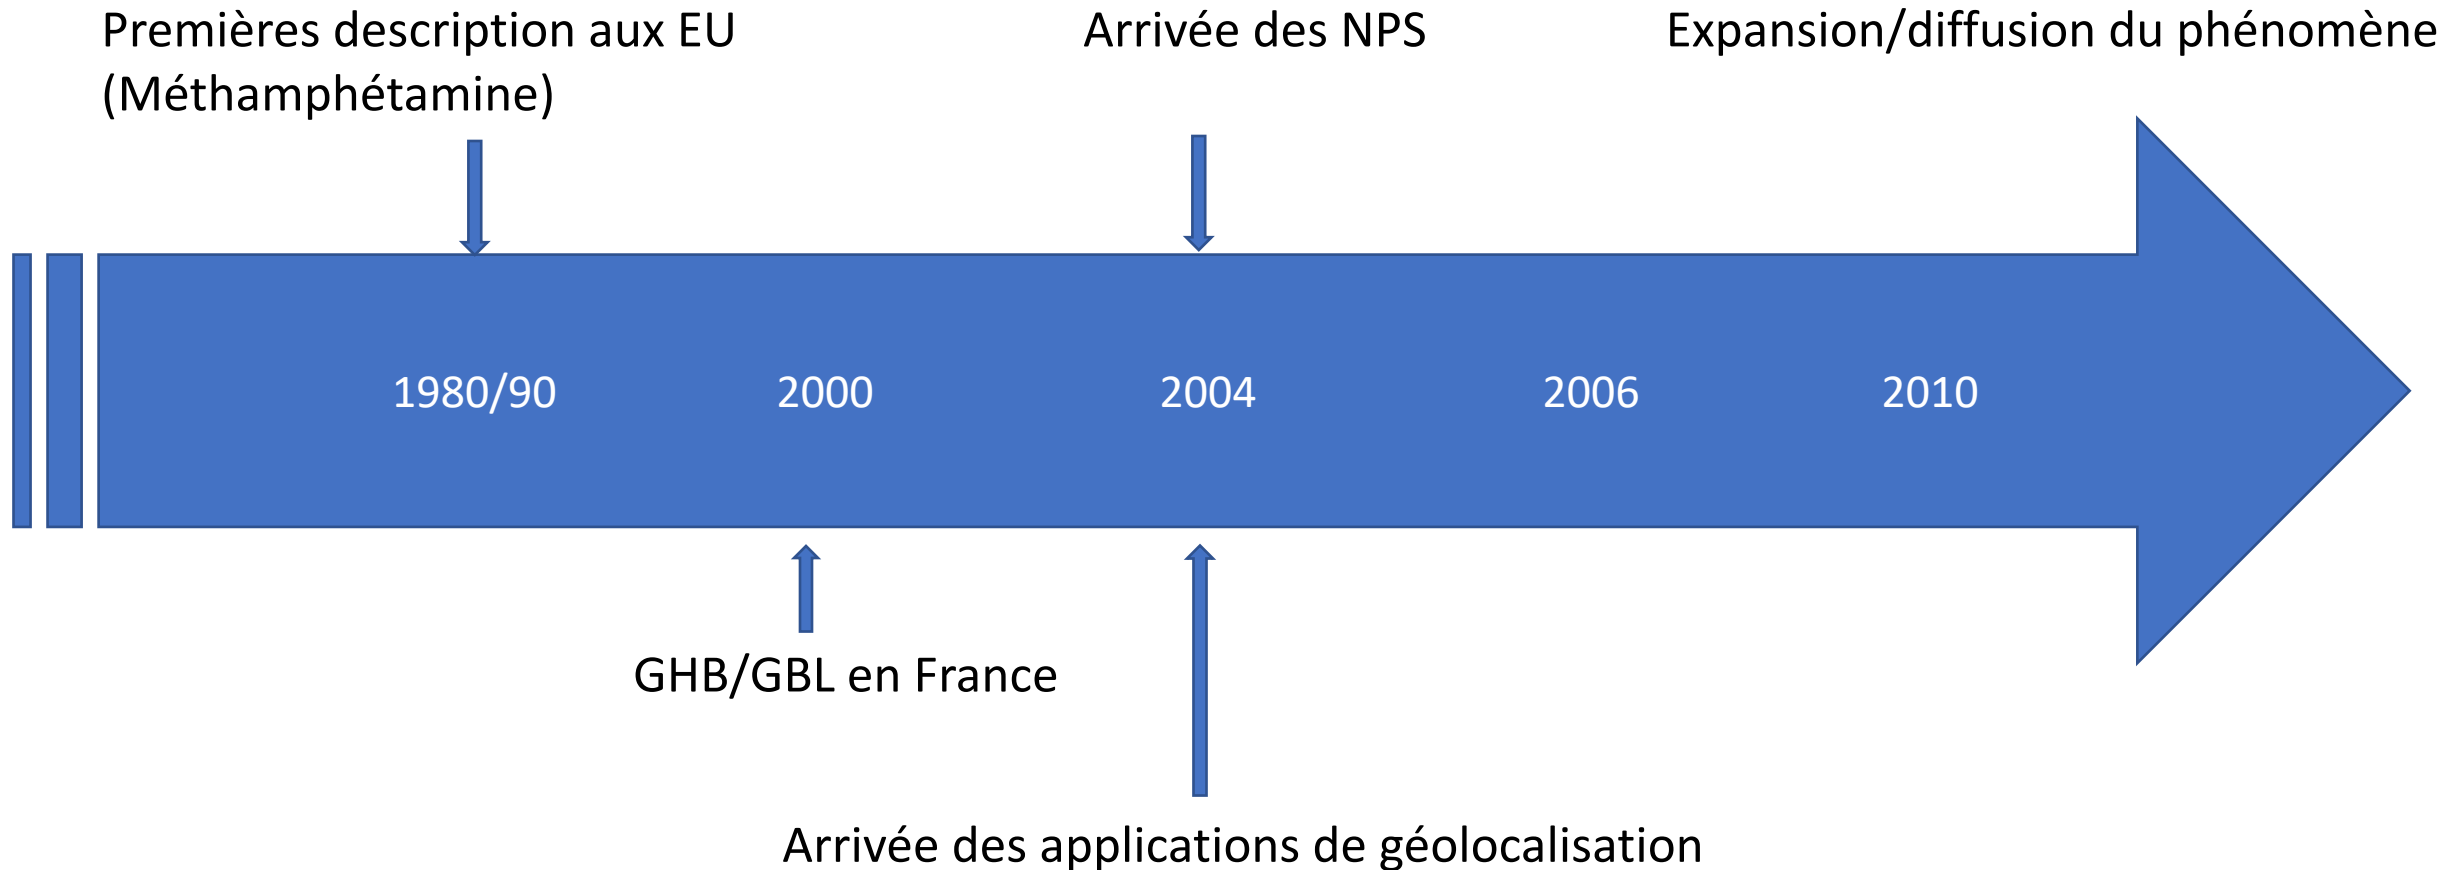 Premières description aux EU
(Méthamphétamine)
Arrivée des NPS
Expansion/diffusion du phénomène
1980/90
2000
2004
2006
2010
GHB/GBL en France
Arrivée des applications de géolocalisation